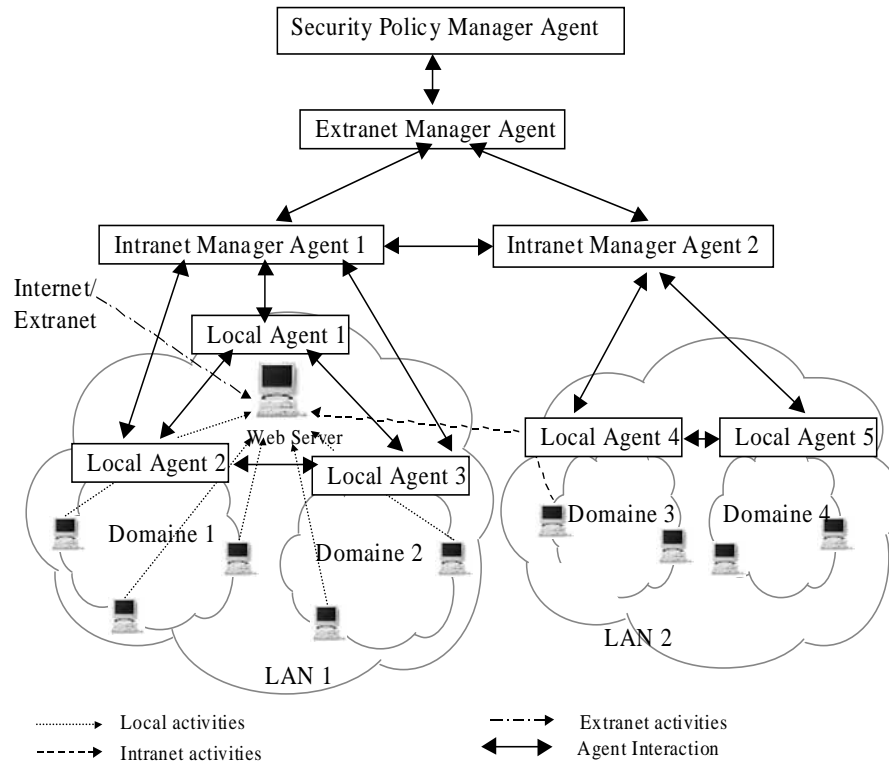 Security Policy Manager Agent
Extranet Manager Agent
Intranet Manager Agent 1
Intranet Manager Agent 2
Internet/
Extranet
Local Agent 1
Web Server
Local Agent 2
Local Agent 3
Local Agent 4
Local Agent 5
Domaine 1
Domaine 2
Domaine 3
Domaine 4
LAN 1
LAN 2
Local activities
Intranet activities
Extranet activities
Agent Interaction